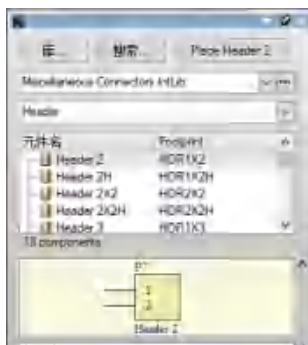 库... 搜索... Place Header 2
Miscellaneous Connectors.IntLib
Header
元件名 Footprint
Header 2 HDR1X2
Header 2H HDR1X2H
Header 2X2 HDR2X2
Header 2X2H HDR2X2H
Header 3 HDR1X3
18 components
P?
1
2
Header 2